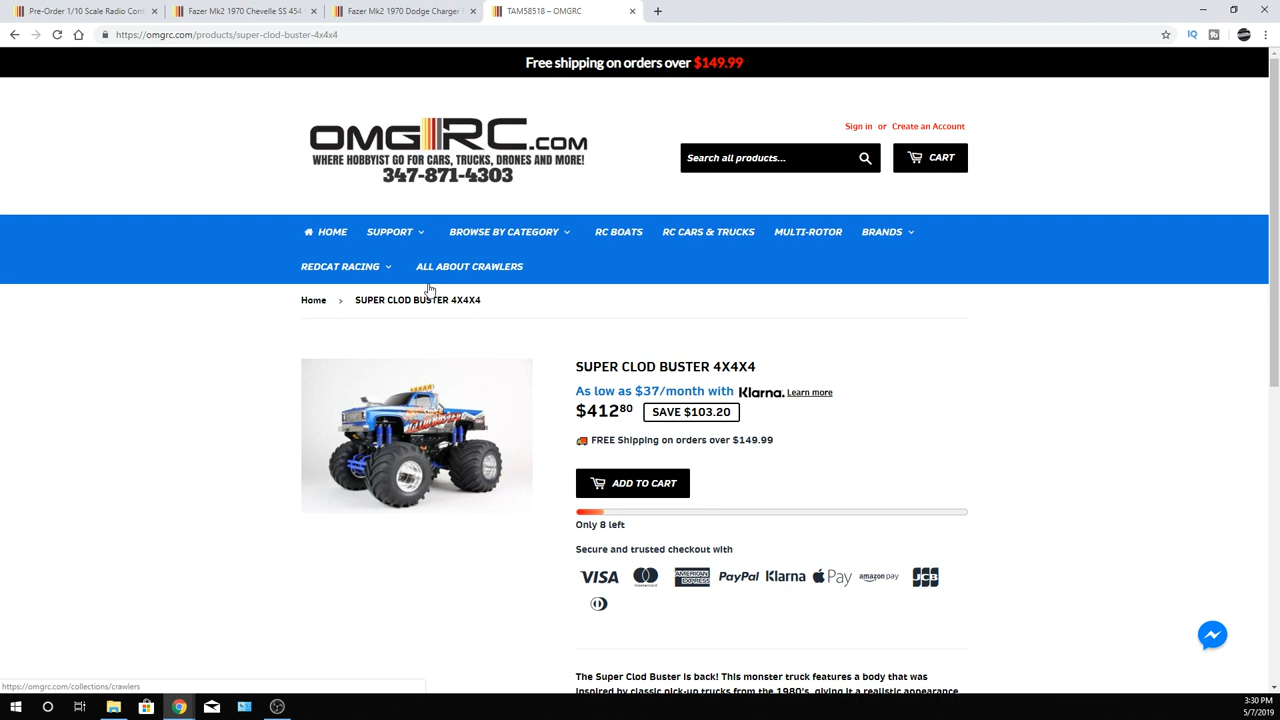 Pre-Order 1/10 Scale Radio Cont
Fazer Mk2 1970 Chevelle SS 454
Fazer Mk2 1970 Dodge Charger
TAM58518 – OMGRC
https://omgrc.com/products/super-clod-buster-4x4x4
IQ
Free shipping on orders over $149.99
OMGRC.COM
WHERE HOBBYIST GO FOR CARS, TRUCKS, DRONES AND MORE!
347-871-4303
Sign in or Create an Account
Search all products...
CART
HOME SUPPORT BROWSE BY CATEGORY RC BOATS RC CARS & TRUCKS MULTI-ROTOR BRANDS
REDCAT RACING ALL ABOUT CRAWLERS
Home › SUPER CLOD BUSTER 4X4X4
SUPER CLOD BUSTER 4X4X4
As low as $37/month with Klarna. Learn more
$412.80 SAVE $103.20
FREE Shipping on orders over $149.99
ADD TO CART
Only 8 left
Secure and trusted checkout with
VISA mastercard AMERICAN EXPRESS PayPal Klarna Pay amazon pay JCB
The Super Clod Buster is back! This monster truck features a body that was
inspired by classic pick-up trucks from the 1980's, giving it a realistic appearance
https://omgrc.com/collections/crawlers
3:30 PM
5/7/2019